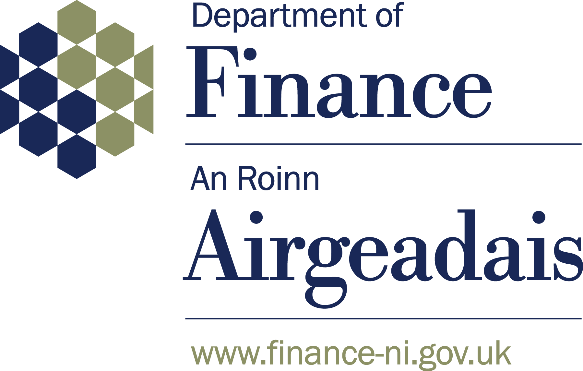 Department of
Finance
An Roinn
Airgeadais
www.finance-ni.gov.uk